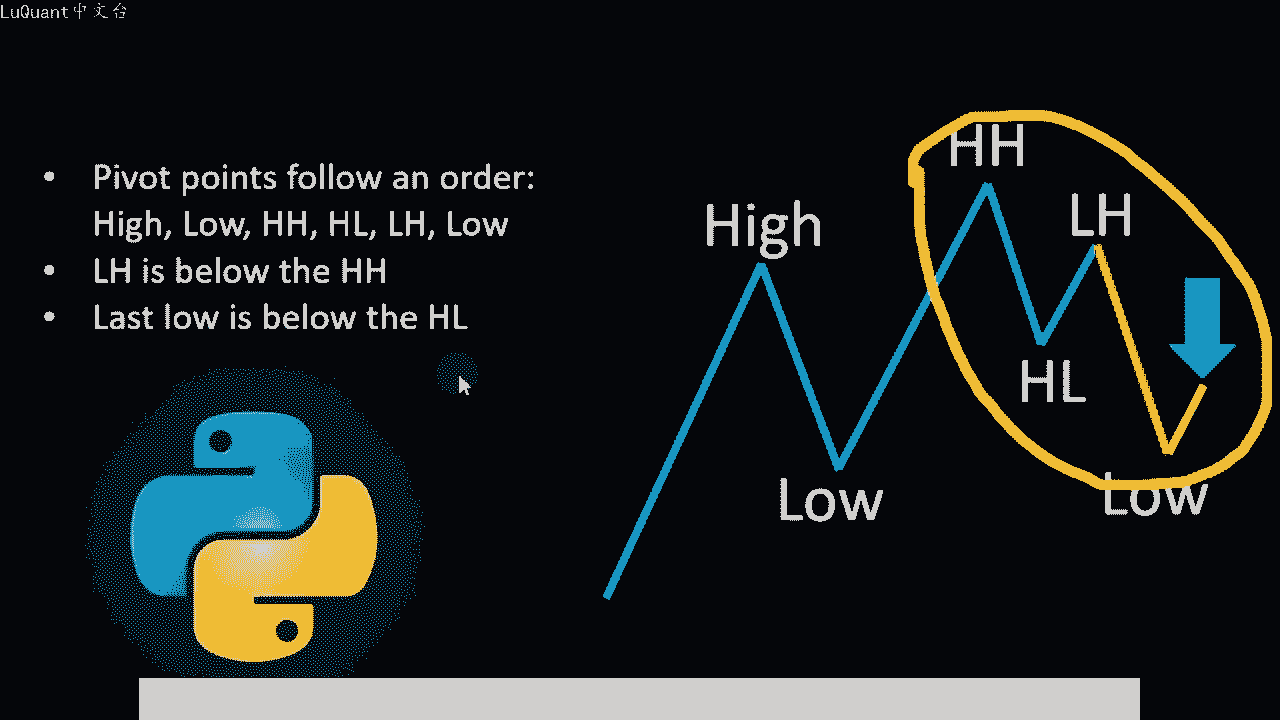 LuQuant中文台
• Pivot points follow an order:
High, Low, HH, HL, LH, Low
• LH is below the HH
• Last low is below the HL
HH
LH
High
HL
Low
Low